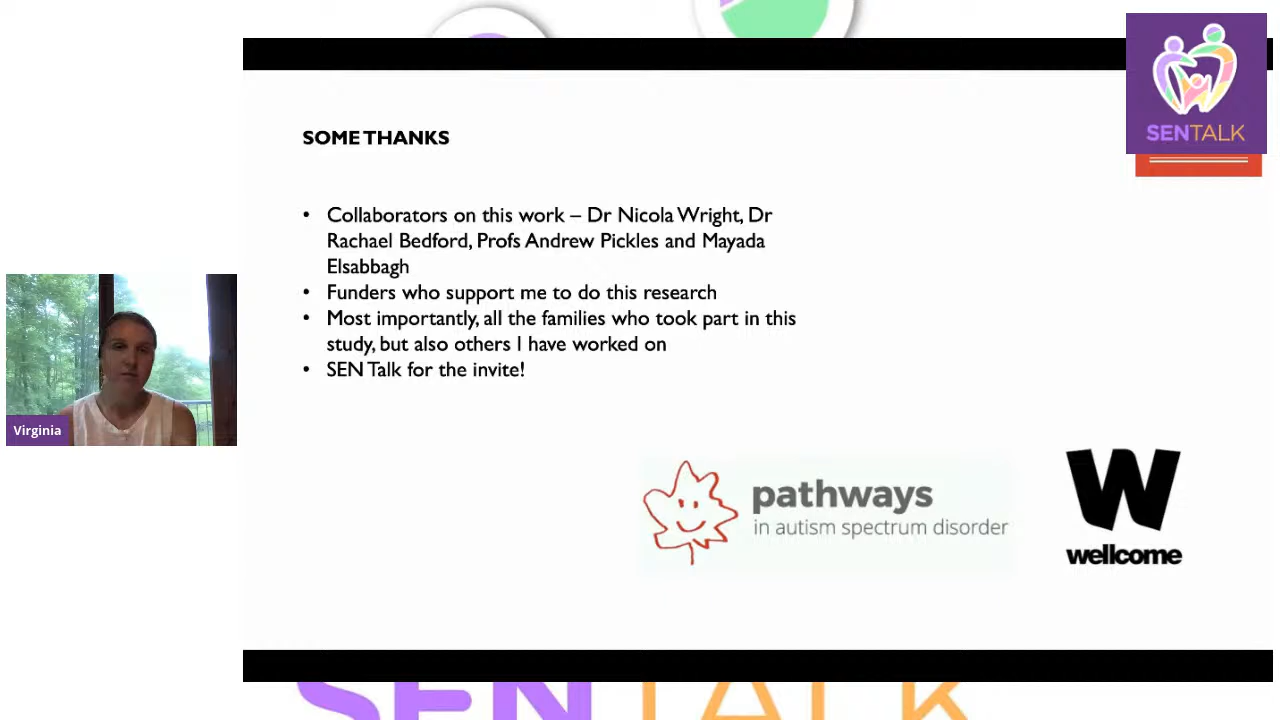 SENTALK
SOME THANKS
• Collaborators on this work – Dr Nicola Wright, Dr
Rachael Bedford, Profs Andrew Pickles and Mayada
Elsabbagh
• Funders who support me to do this research
• Most importantly, all the families who took part in this
study, but also others I have worked on
• SEN Talk for the invite!
Virginia
pathways
in autism spectrum disorder
W
wellcome
SENTALK